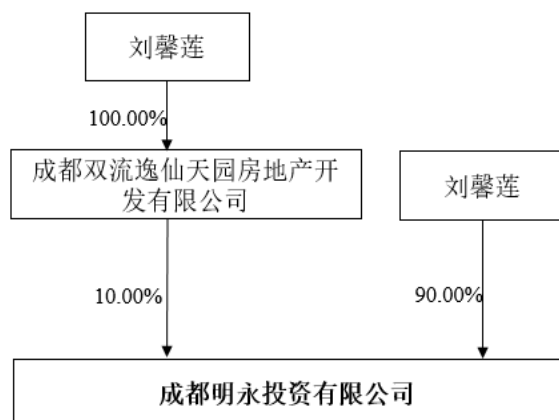 刘馨莲
100.00%
成都双流逸仙天园房地产开
发有限公司
刘馨莲
10.00%
90.00%
成都明永投资有限公司